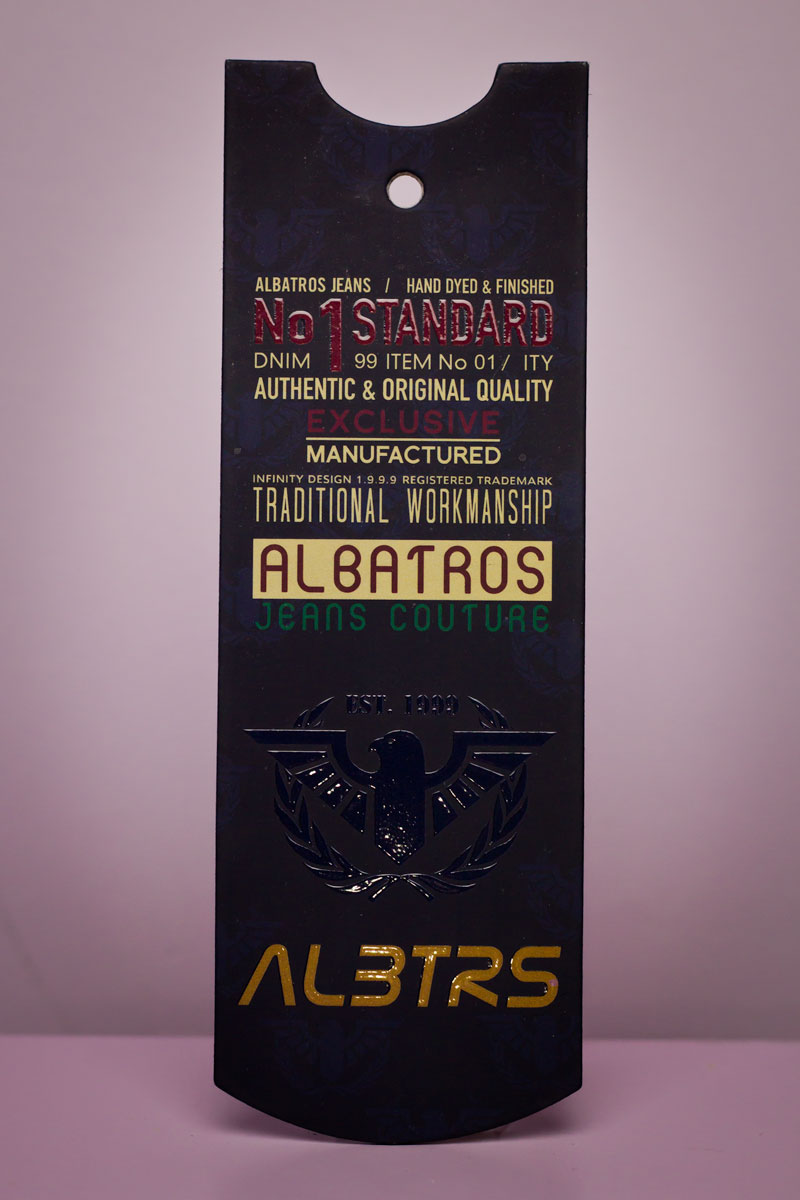 ALBATROS JEANS / HAND DYED & FINISHED
No1 STANDARD
DNIM 99 ITEM No 01 / ITY
AUTHENTIC & ORIGINAL QUALITY
EXCLUSIVE
MANUFACTURED
INFINITY DESIGN 1.9.9.9 REGISTERED TRADEMARK
TRADITIONAL WORKMANSHIP
ALBATROS
JEANS COUTURE
EST. 1999
ALBTRS